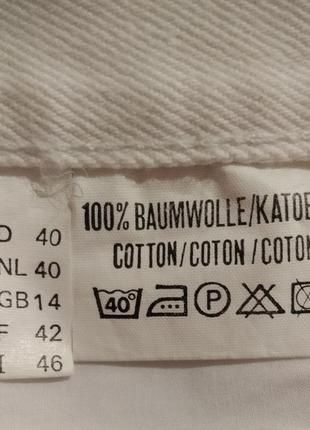 D 40
NL 40
GB 14
F 42
I 46
100% BAUMWOLLE/KATOE
COTTON/COTON/COTON
40°
P